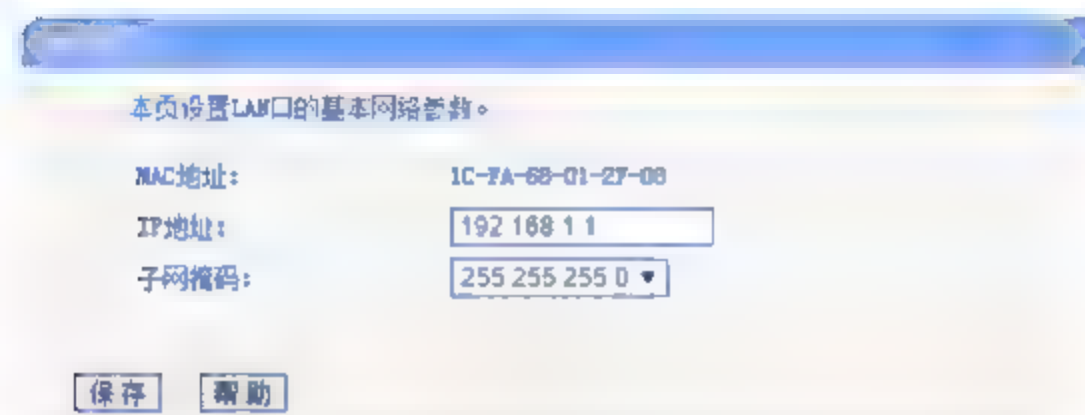 本页设置LAN口的基本网络参数。
MAC地址: 1C-FA-68-01-2F-08
IP地址: 192 168 1 1
子网掩码: 255 255 255 0
保存 帮助